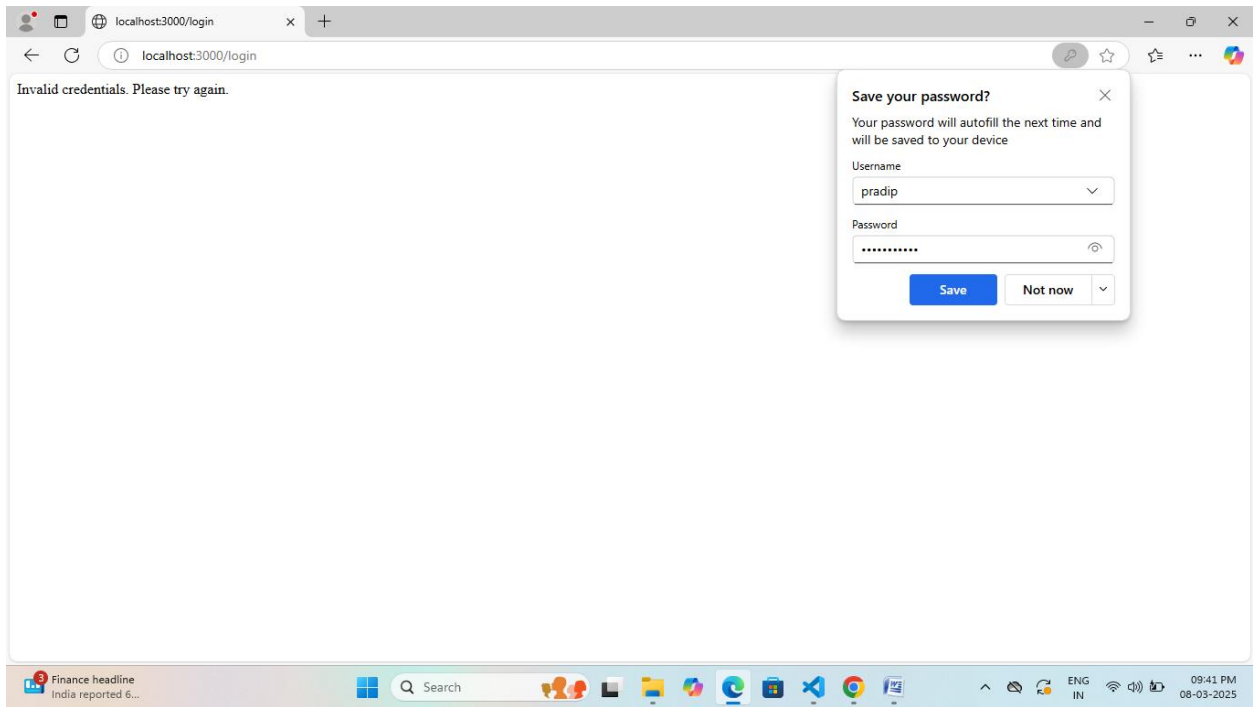 localhost:3000/login
localhost:3000/login
Invalid credentials. Please try again.
Save your password?
Your password will autofill the next time and
will be saved to your device
Username
pradip
Password
•••••••••••
Save
Not now
3
Finance headline
India reported 6...
Search
ENG
IN
09:41 PM
08-03-2025